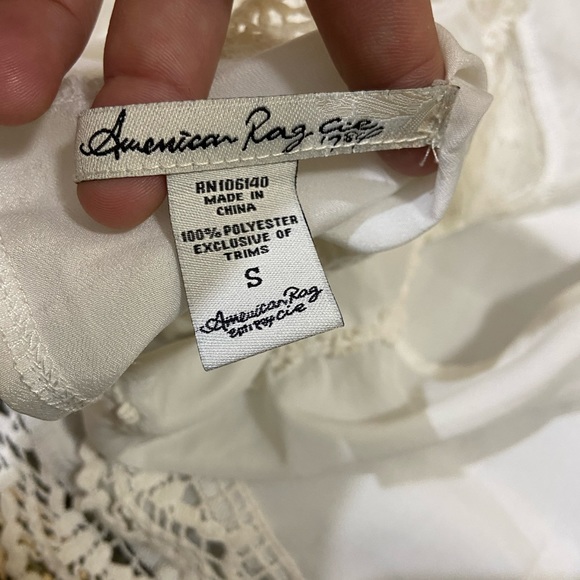 American Rag Cie
RN106140
MADE IN
CHINA
100% POLYESTER
EXCLUSIVE OF
TRIMS
S
American Rag
Cie